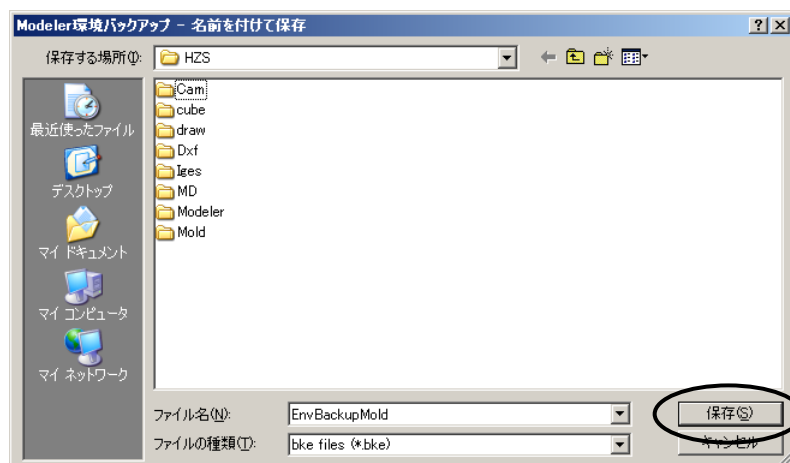 Modeler環境バックアップ - 名前を付けて保存
保存する場所(I):
HZS
Cam
cube
draw
Dxf
Iges
MD
Modeler
Mold
最近使ったファイル
デスクトップ
マイ ドキュメント
マイ コンピュータ
マイ ネットワーク
ファイル名(N):
EnvBackupMold
保存(S)
ファイルの種類(T):
bke files (*.bke)
キャンセル